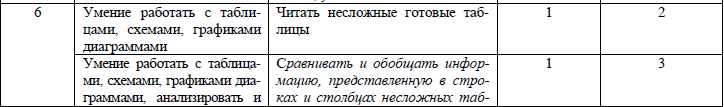 6 Умение работать с табли- Читать несложные готовые таб- 1 2
цами, схемами, графиками лицы
диаграммами
Умение работать с таблица- Сравнивать и обобщать инфор- 1 3
ми, схемами, графиками диа- мацию, представленную в стро-
граммами, анализировать и ках и столбцах несложных таб-